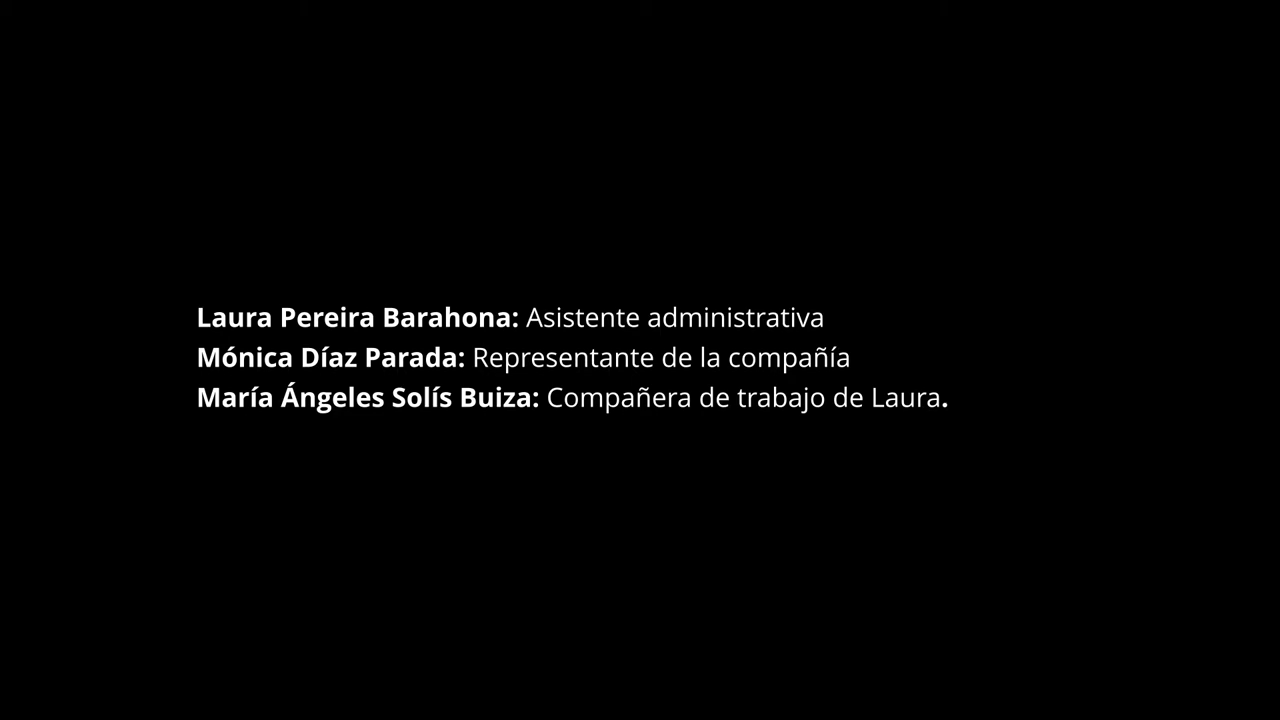 Laura Pereira Barahona: Asistente administrativa
Mónica Díaz Parada: Representante de la compañía
María Ángeles Solís Buiza: Compañera de trabajo de Laura.